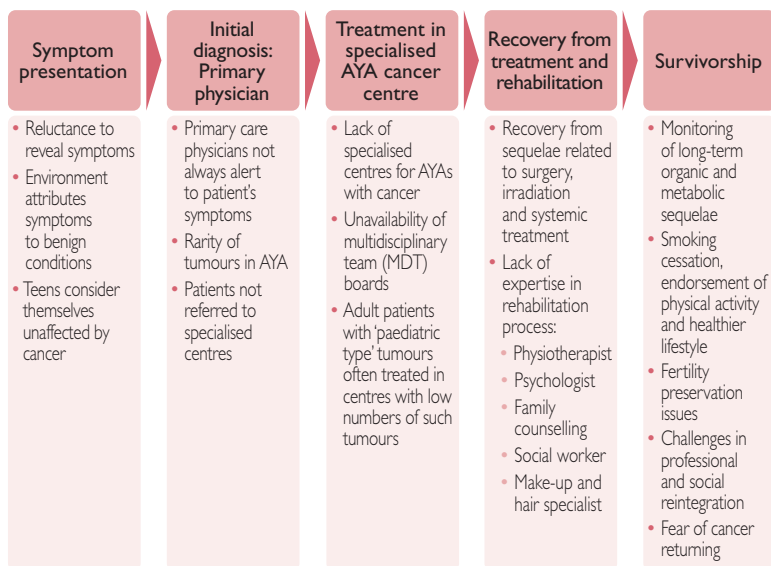 Symptom
presentation
• Reluctance to
reveal symptoms
• Environment
attributes
symptoms
to benign
conditions
• Teens consider
themselves
unaffected by
cancer
Initial
diagnosis:
Primary
physician
• Primary care
physicians not
always alert
to patient's
symptoms
• Rarity of
tumours in AYA
• Patients not
referred to
specialised
centres
Treatment in
specialised
AYA cancer
centre
• Lack of
specialised
centres for AYAs
with cancer
• Unavailability of
multidisciplinary
team (MDT)
boards
• Adult patients
with ‘paediatric
type’ tumours
often treated in
centres with low
numbers of such
tumours
Recovery from
treatment and
rehabilitation
• Recovery from
sequelae related
to surgery,
irradiation
and systemic
treatment
• Lack of
expertise in
rehabilitation
process:
• Physiotherapist
• Psychologist
• Family
counselling
• Social worker
• Make-up and
hair specialist
Survivorship
• Monitoring
of long-term
organic and
metabolic
sequelae
• Smoking
cessation,
endorsement of
physical activity
and healthier
lifestyle
• Fertility
preservation
issues
• Challenges in
professional
and social
reintegration
• Fear of cancer
returning